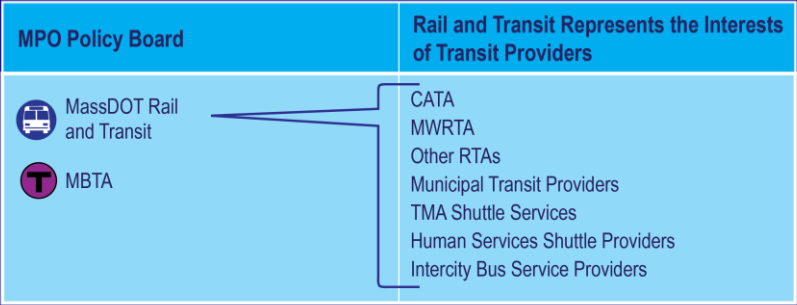 MPO Policy Board
Rail and Transit Represents the Interests
of Transit Providers
MassDOT Rail
and Transit
T
MBTA
CATA
MWRTA
Other RTAs
Municipal Transit Providers
TMA Shuttle Services
Human Services Shuttle Providers
Intercity Bus Service Providers